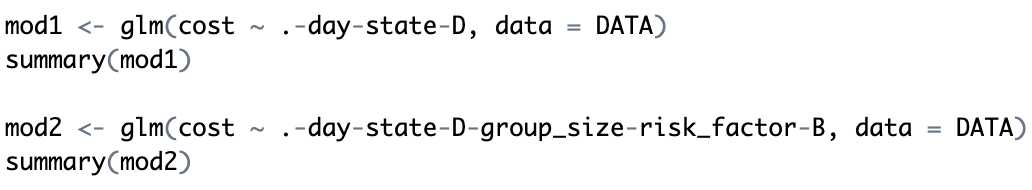 mod1 <- glm(cost ~ .-day-state-D, data = DATA)
summary(mod1)
mod2 <- glm(cost ~ .-day-state-D-group_size-risk_factor-B, data = DATA)
summary(mod2)